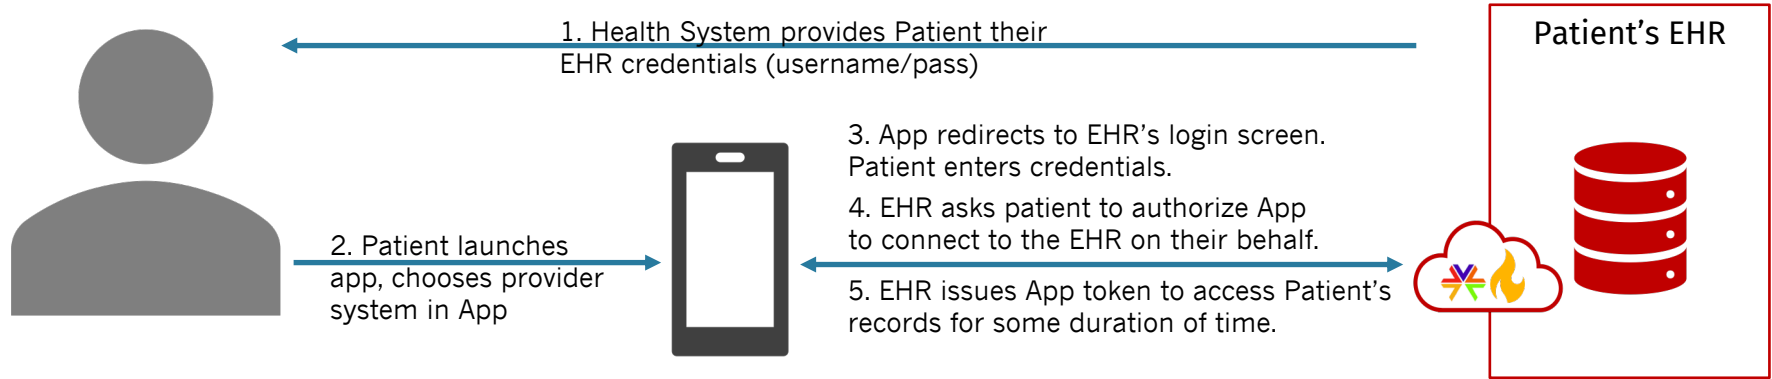 1. Health System provides Patient their
EHR credentials (username/pass)
Patient's EHR
2. Patient launches
app, chooses provider
system in App
3. App redirects to EHR's login screen.
Patient enters credentials.
4. EHR asks patient to authorize App
to connect to the EHR on their behalf.
5. EHR issues App token to access Patient's
records for some duration of time.